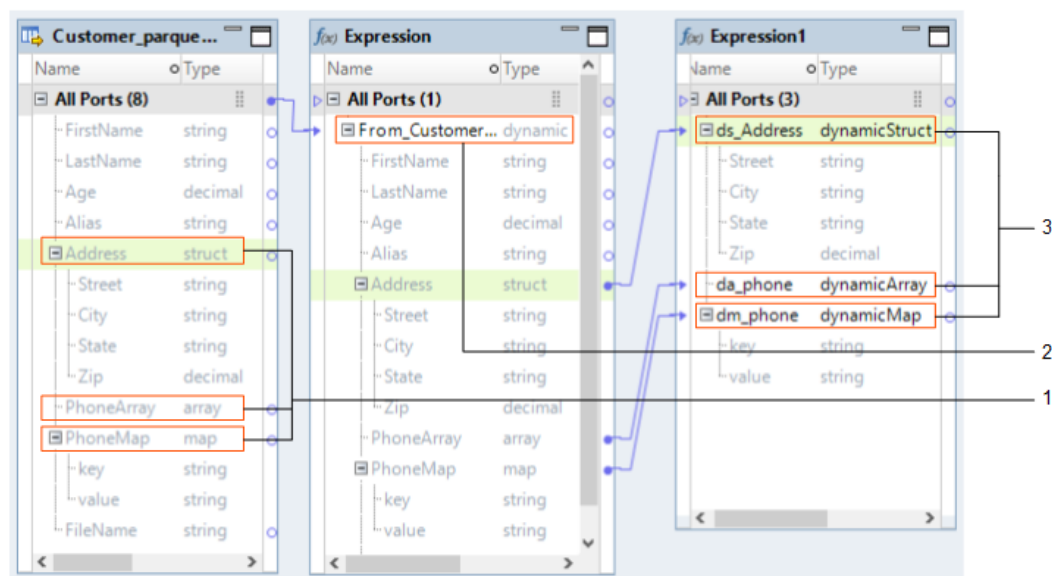 Customer_parque...
Name Type
All Ports (8)
FirstName string
LastName string
Age decimal
Alias string
Address struct
Street string
City string
State string
Zip decimal
PhoneArray array
PhoneMap map
key string
value string
FileName string
f(x) Expression
Name Type
All Ports (1)
From_Customer... dynamic
FirstName string
LastName string
Age decimal
Alias string
Address struct
Street string
City string
State string
Zip decimal
PhoneArray array
PhoneMap map
key string
value string
f(x) Expression1
Name Type
All Ports (3)
ds_Address dynamicStruct
Street string
City string
State string
Zip decimal
da_phone dynamicArray
dm_phone dynamicMap
key string
value string
3
2
1